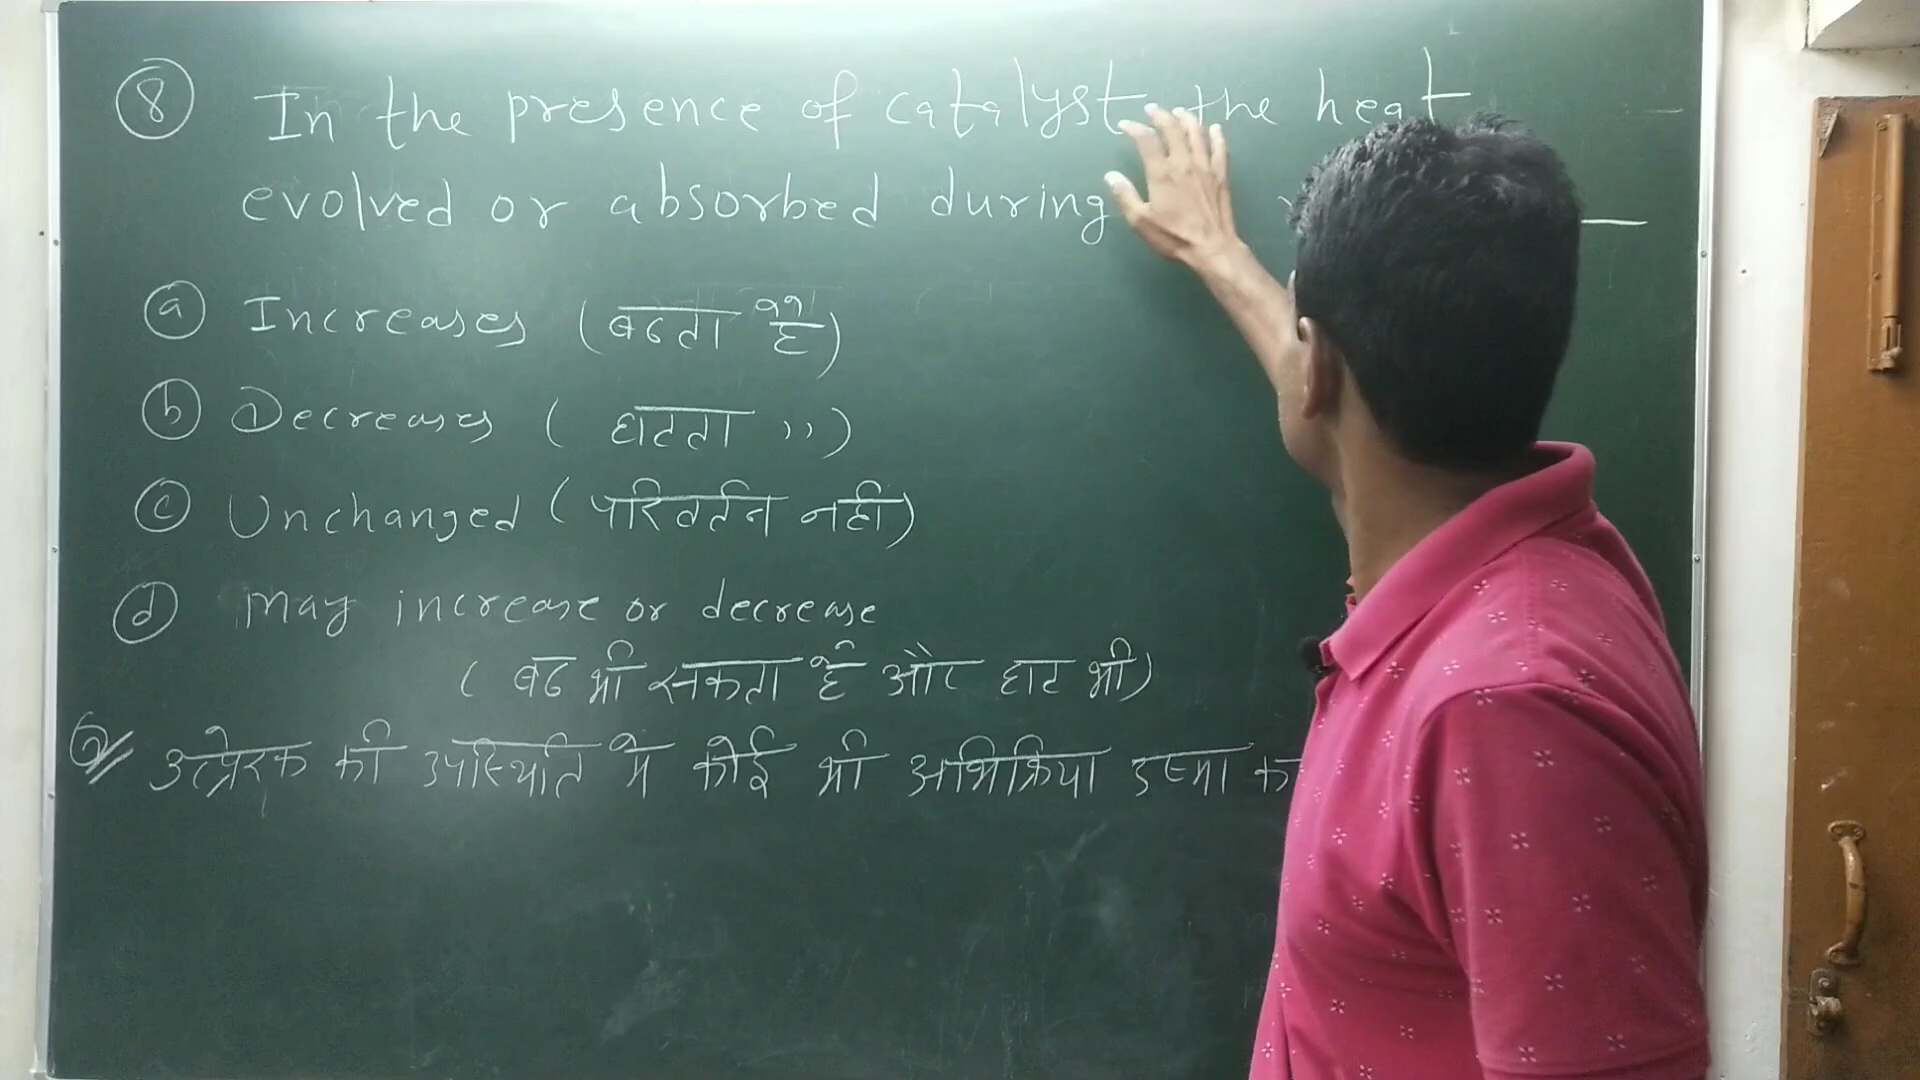 8 In the presence of catalyst, the heat
evolved or absorbed during
a Increases (बढता है)
b Decreases (घटता ,,)
c Unchanged (परिवर्तन नही)
d may increase or decrease
(बढ भी सकता है और घट भी)
उत्प्रेरक की उपस्थिति मे कोई भी अभिक्रिया उष्मा का